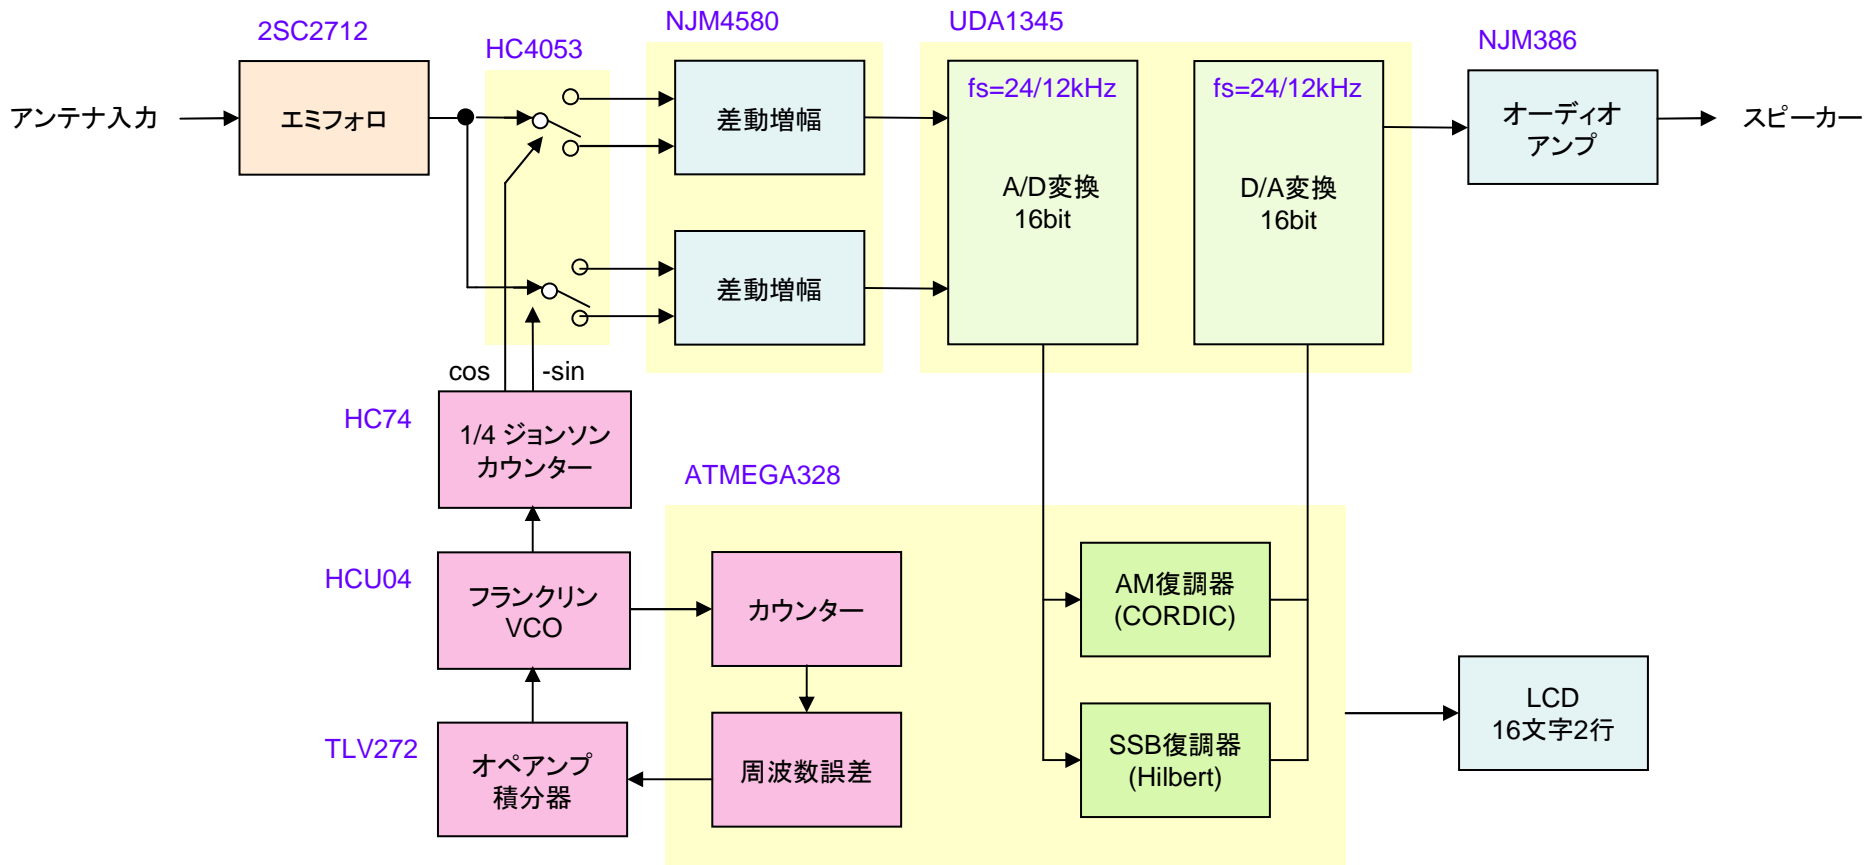 2SC2712
HC4053
NJM4580
UDA1345
NJM386
アンテナ入力
エミフォロ
差動増幅
fs=24/12kHz
A/D変換
16bit
fs=24/12kHz
D/A変換
16bit
オーディオ
アンプ
スピーカー
差動増幅
cos
-sin
HC74
1/4 ジョンソン
カウンター
ATMEGA328
HCU04
フランクリン
VCO
カウンター
AM復調器
(CORDIC)
TLV272
オペアンプ
積分器
周波数誤差
SSB復調器
(Hilbert)
LCD
16文字2行